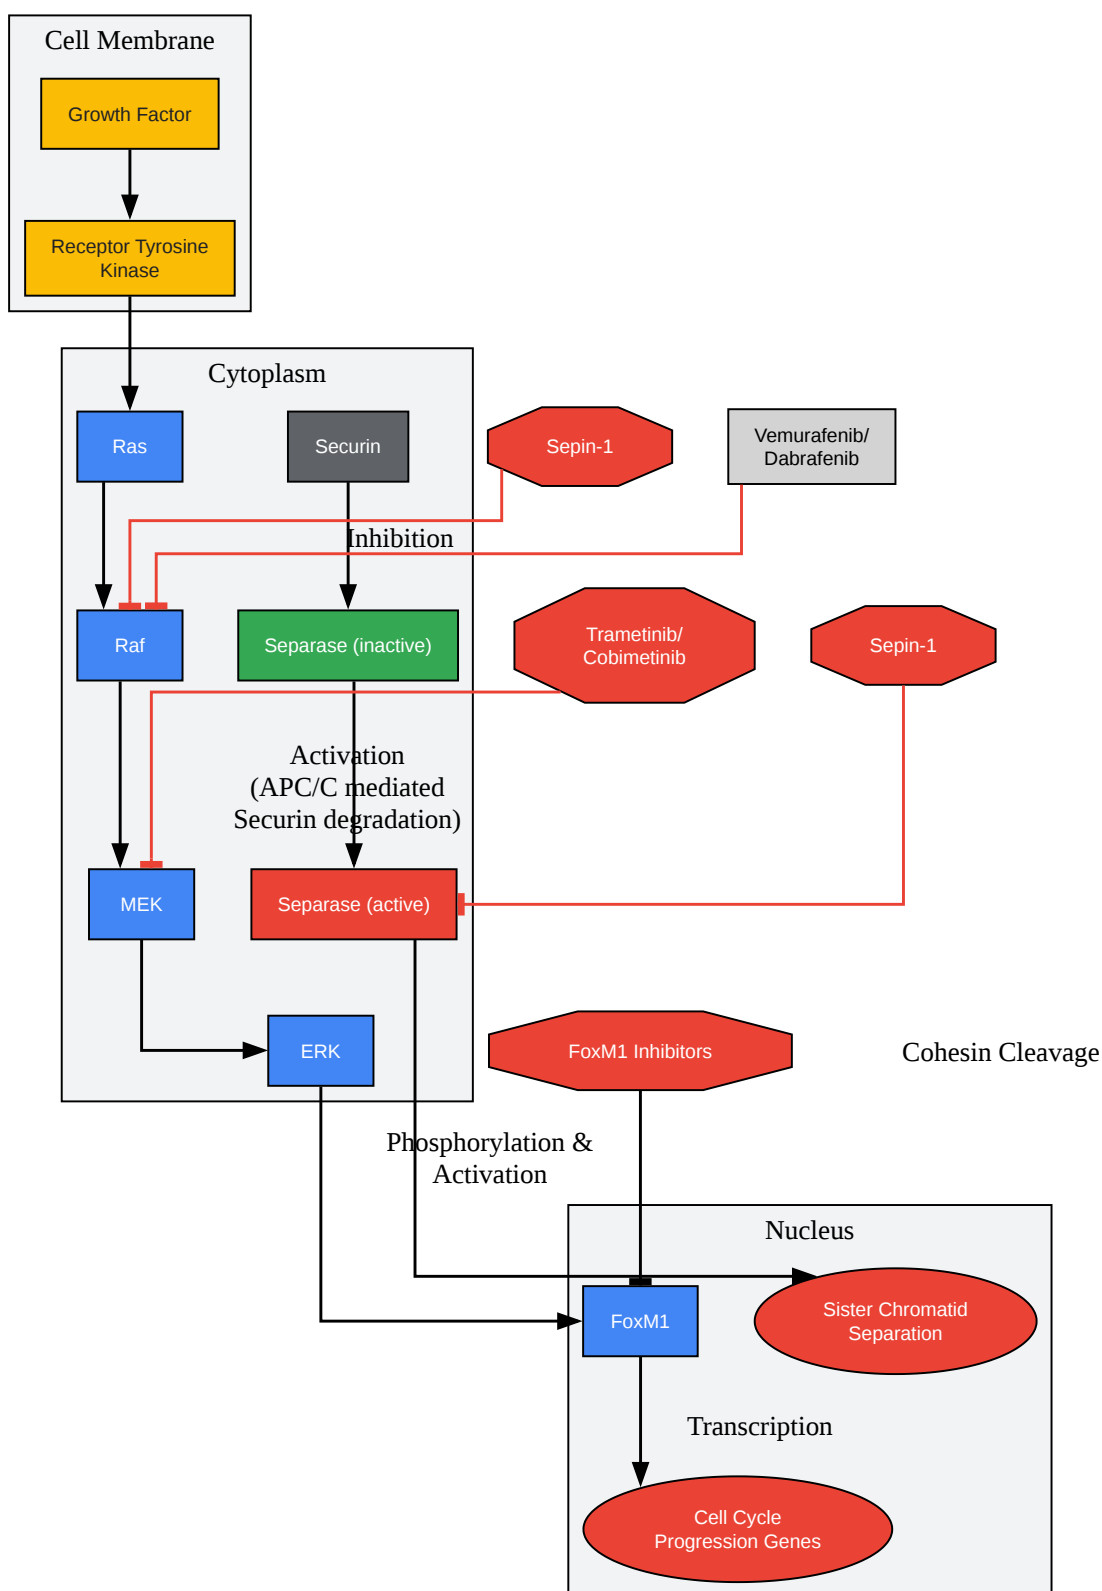 Cell Membrane
Growth Factor
Receptor Tyrosine
Kinase
Cytoplasm
Ras
Securin
Sepin-1
Vemurafenib/
Dabrafenib
Inhibition
Raf
Separase (inactive)
Trametinib/
Cobimetinib
Sepin-1
Activation
(APC/C mediated
Securin degradation)
MEK
Separase (active)
ERK
FoxM1 Inhibitors
Cohesin Cleavage
Phosphorylation &
Activation
Nucleus
FoxM1
Sister Chromatid
Separation
Transcription
Cell Cycle
Progression Genes